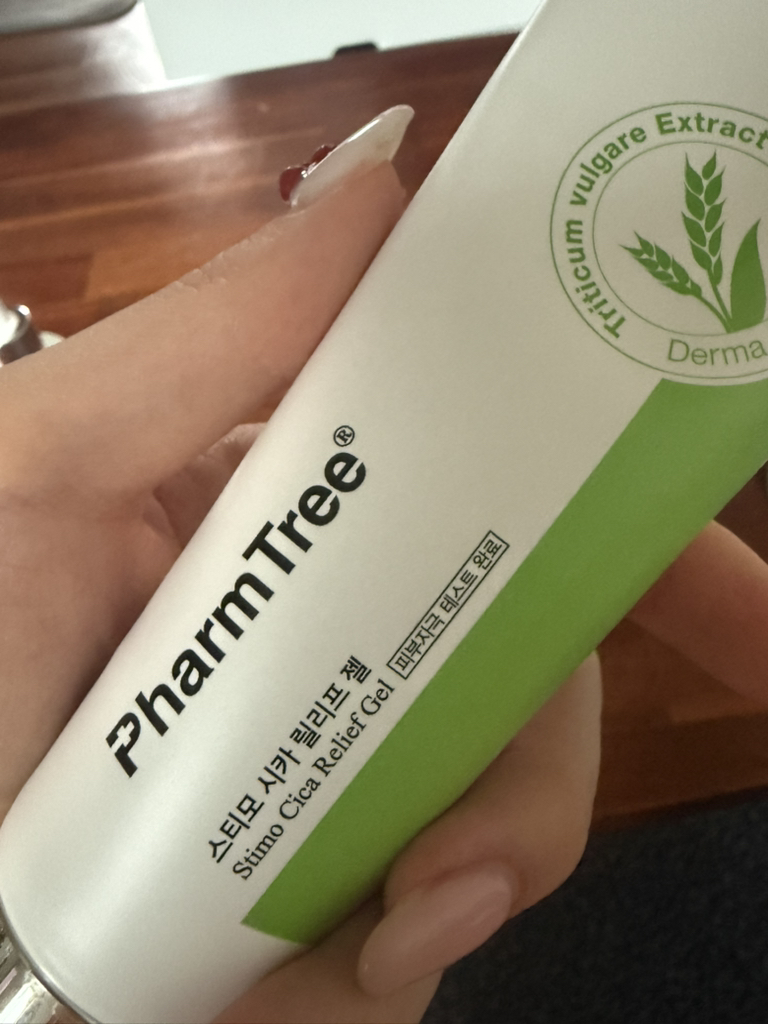 Triticum vulgare Extract
Derma
PharmTree®
스티모 시카 릴리프 젤
Stimo Cica Relief Gel 피부자극 테스트 완료